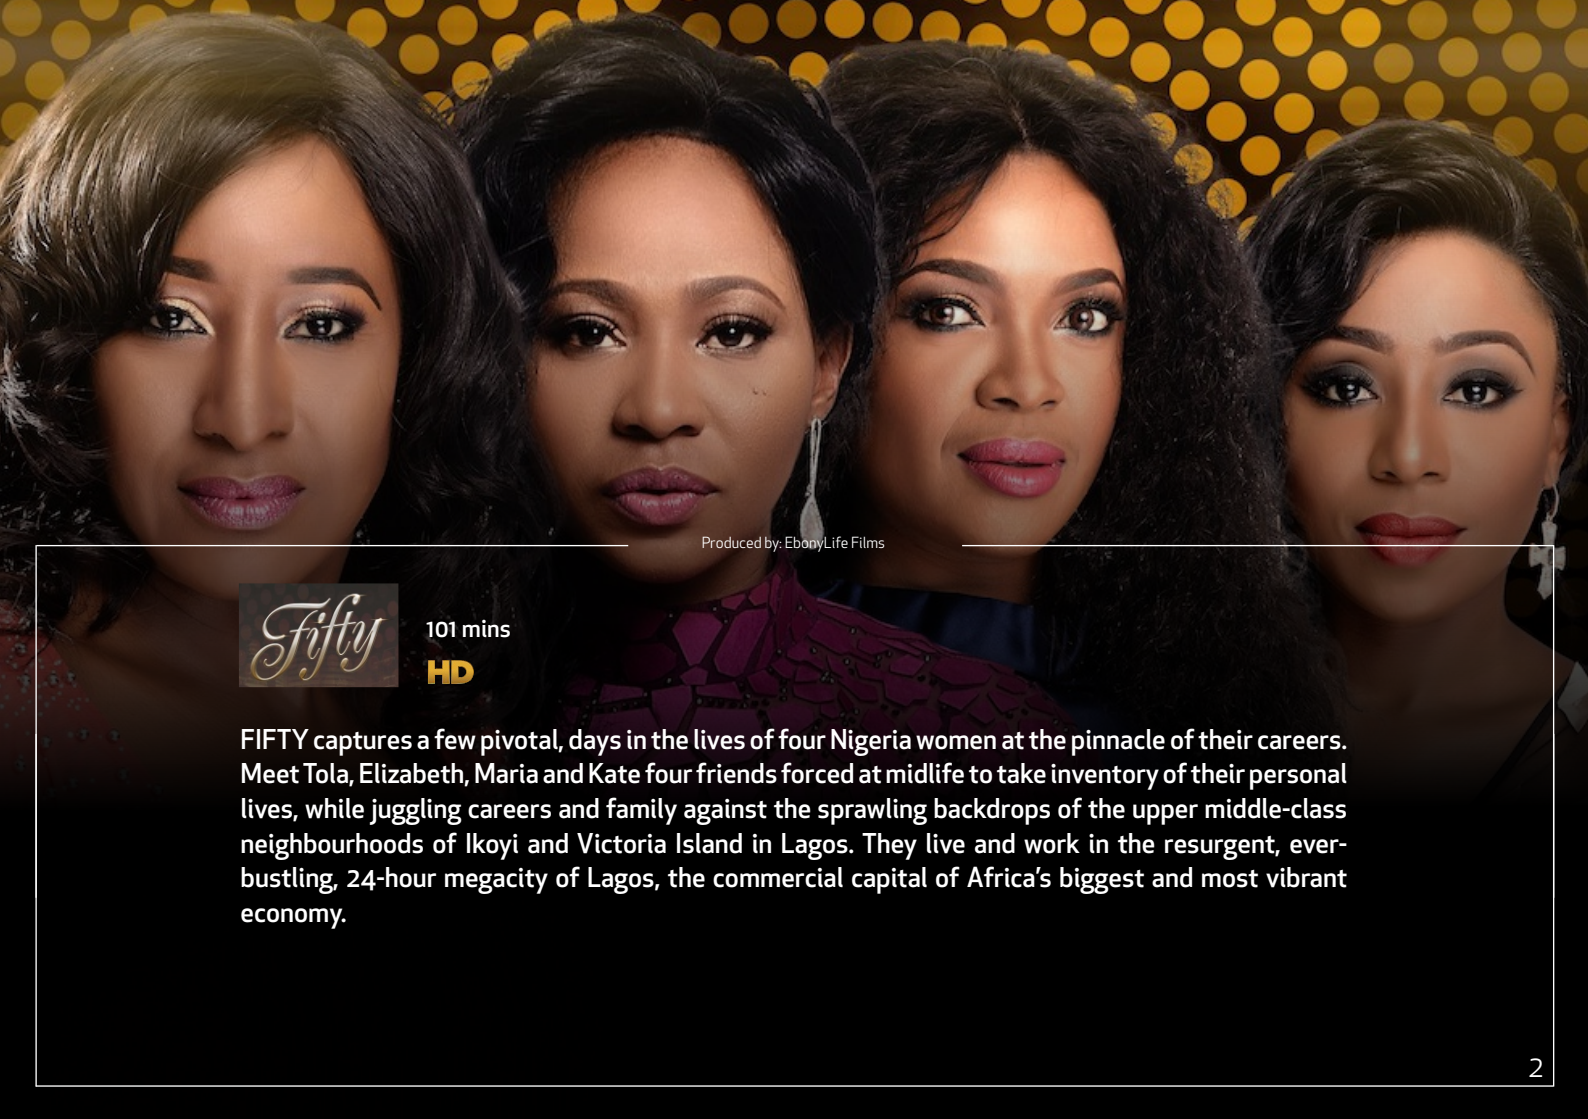 Produced by: EbonyLife Films
Fifty
101 mins
HD
FIFTY captures a few pivotal, days in the lives of four Nigeria women at the pinnacle of their careers.
Meet Tola, Elizabeth, Maria and Kate four friends forced at midlife to take inventory of their personal
lives, while juggling careers and family against the sprawling backdrops of the upper middle-class
neighbourhoods of Ikoyi and Victoria Island in Lagos. They live and work in the resurgent, ever-
bustling, 24-hour megacity of Lagos, the commercial capital of Africa’s biggest and most vibrant
economy.
2